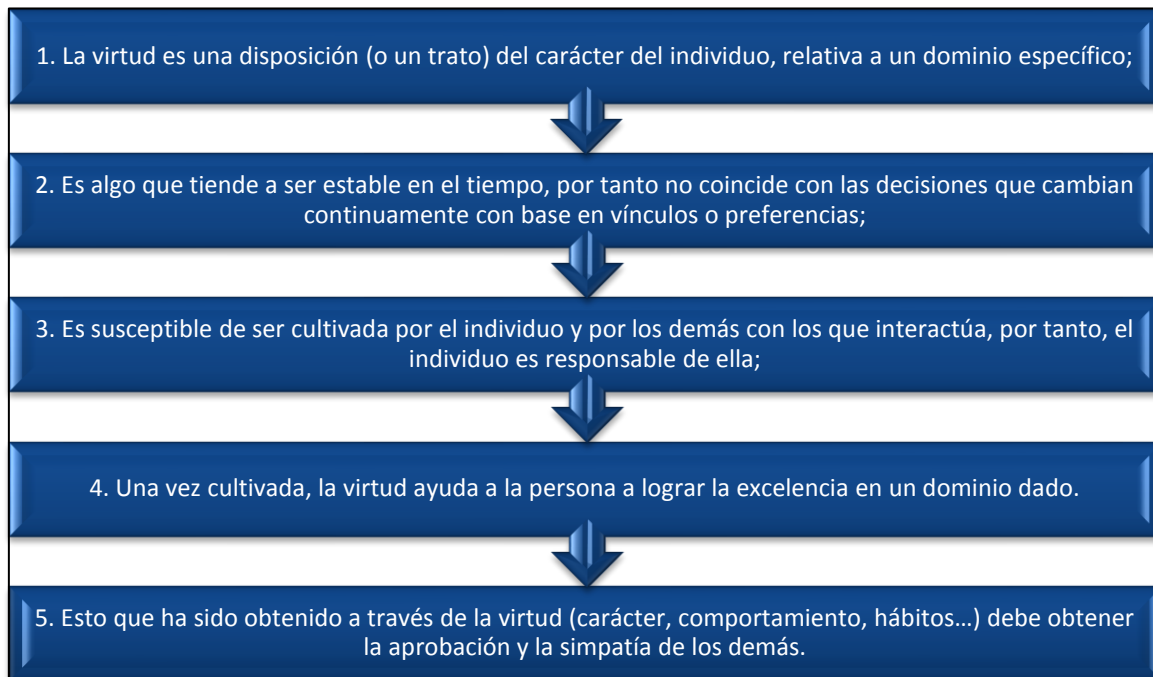 1. La virtud es una disposición (o un trato) del carácter del individuo, relativa a un dominio específico;
2. Es algo que tiende a ser estable en el tiempo, por tanto no coincide con las decisiones que cambian
continuamente con base en vínculos o preferencias;
3. Es susceptible de ser cultivada por el individuo y por los demás con los que interactúa, por tanto, el
individuo es responsable de ella;
4. Una vez cultivada, la virtud ayuda a la persona a lograr la excelencia en un dominio dado.
5. Esto que ha sido obtenido a través de la virtud (carácter, comportamiento, hábitos…) debe obtener
la aprobación y la simpatía de los demás.